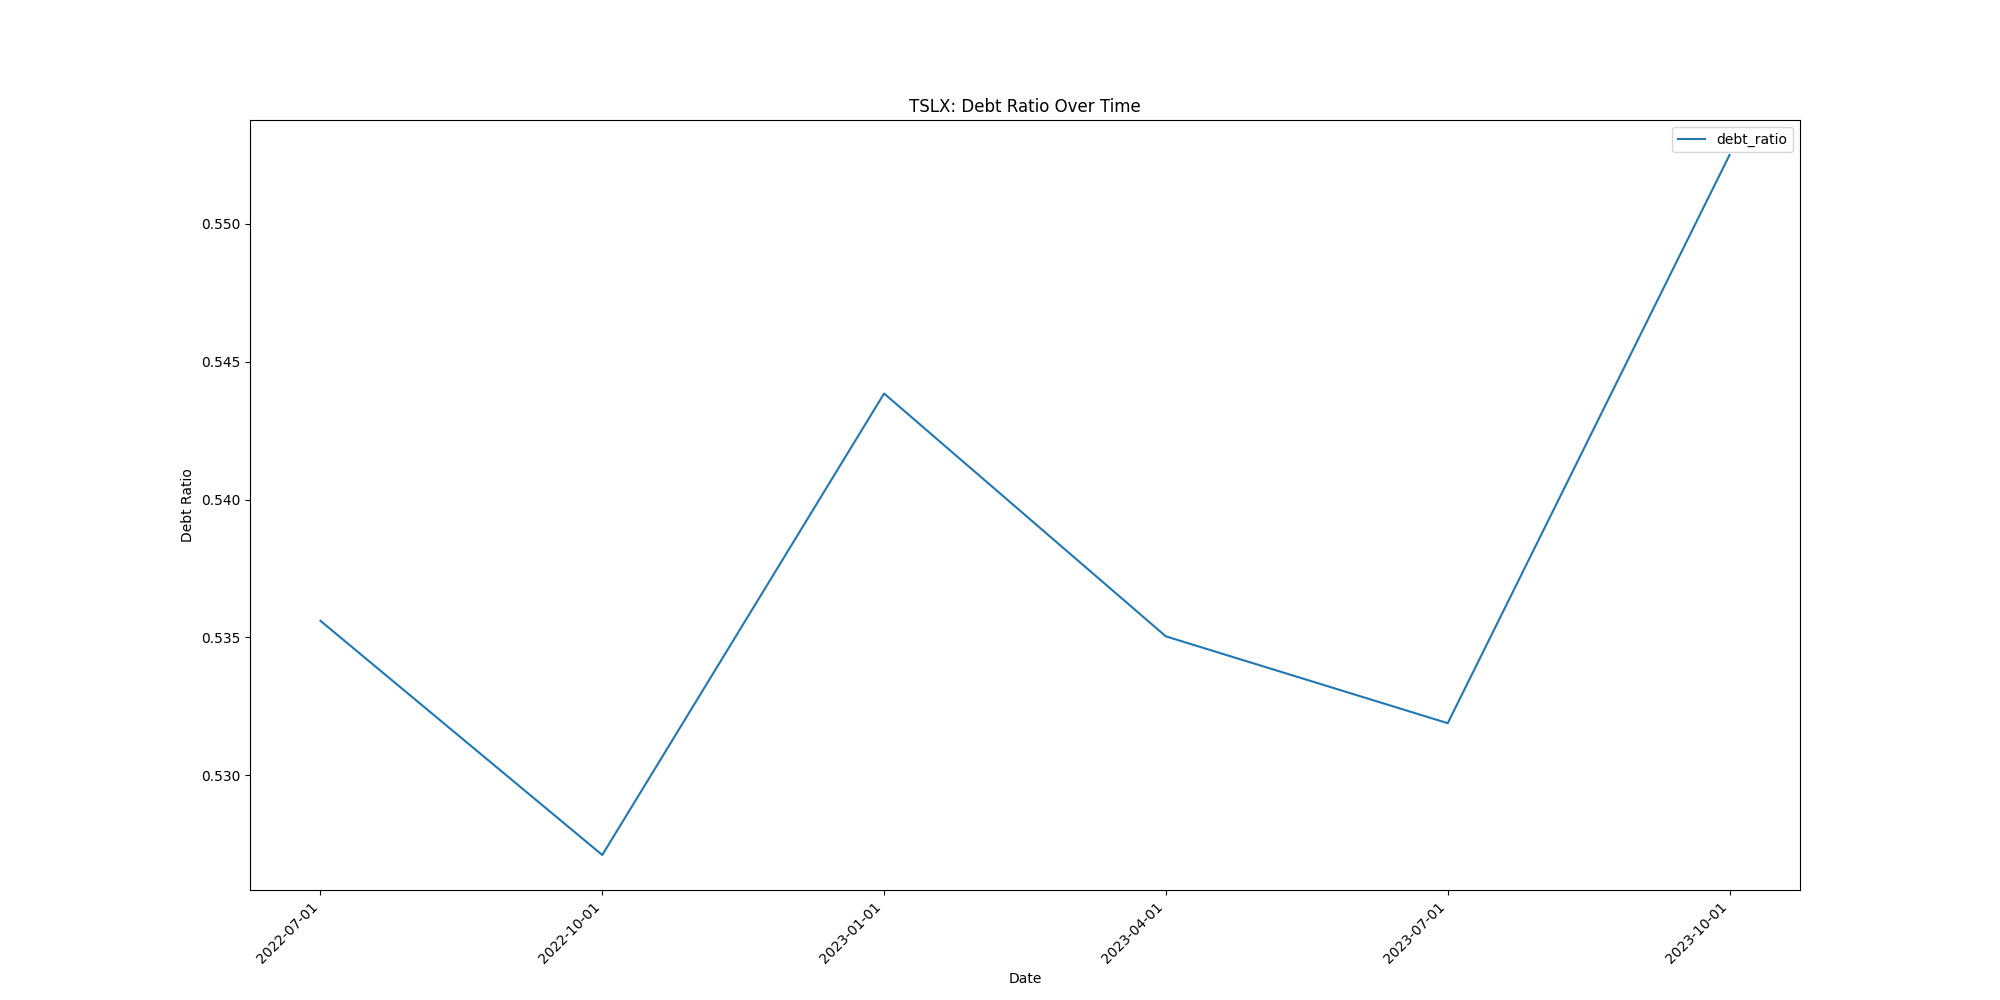 TSLX: Debt Ratio Over Time
debt_ratio
0.550
0.545
0.540
0.535
0.530
Debt Ratio
2022-07-01
2022-10-01
2023-01-01
2023-04-01
2023-07-01
2023-10-01
Date